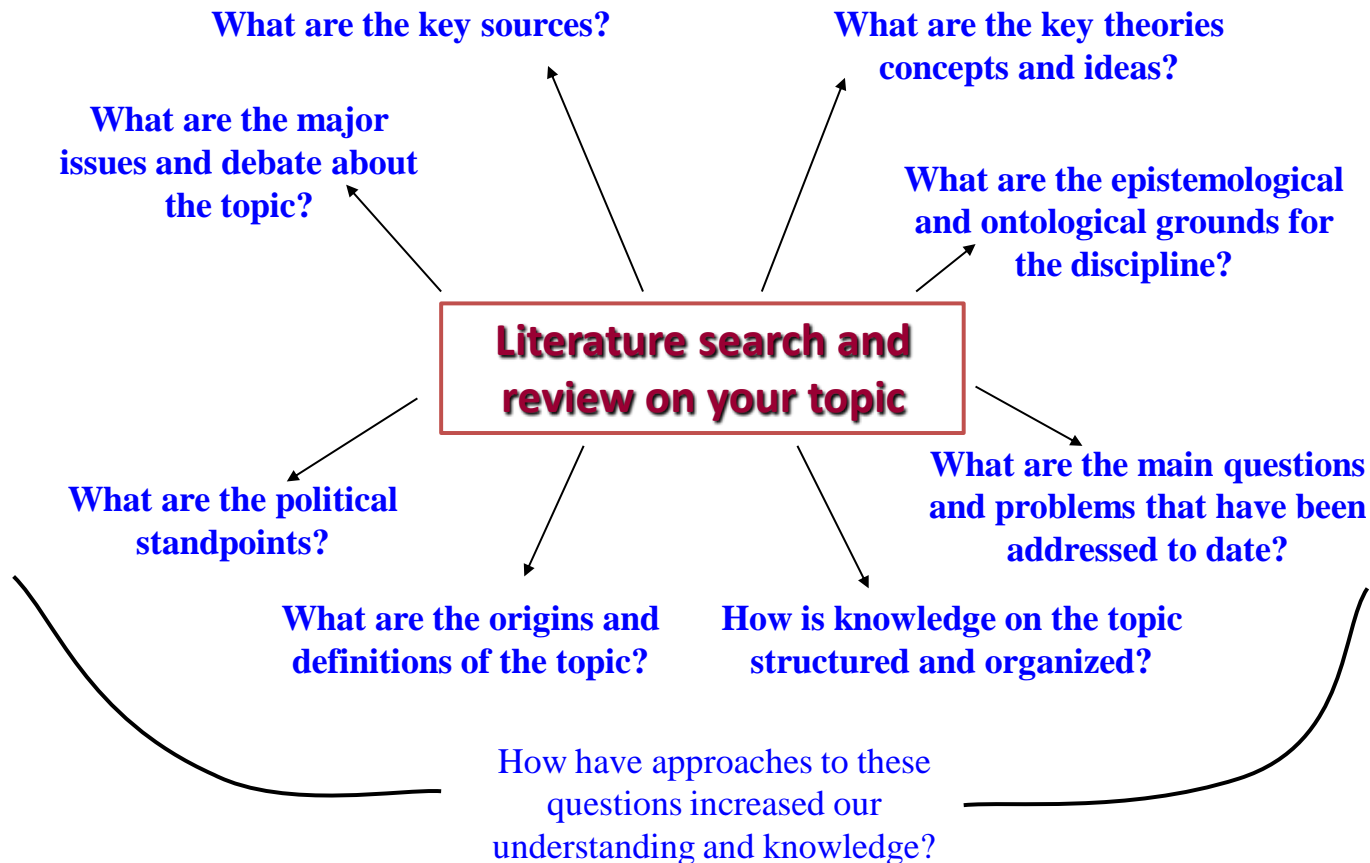 What are the key sources?
What are the key theories
concepts and ideas?
What are the major
issues and debate about
the topic?
What are the epistemological
and ontological grounds for
the discipline?
Literature search and
review on your topic
What are the political
standpoints?
What are the main questions
and problems that have been
addressed to date?
What are the origins and
definitions of the topic?
How is knowledge on the topic
structured and organized?
How have approaches to these
questions increased our
understanding and knowledge?